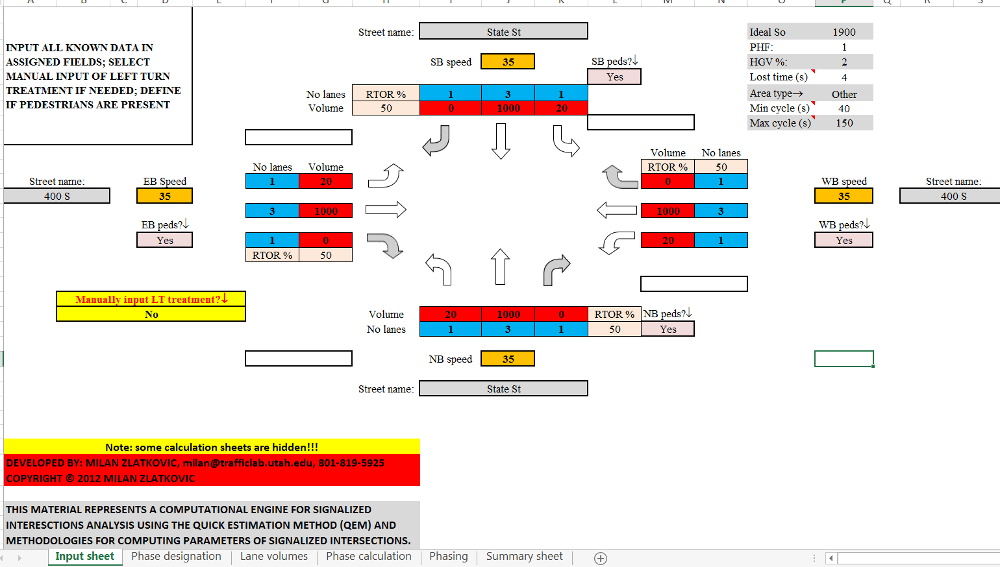 Street name: State St
SB speed 35
SB peds?↓
Yes
INPUT ALL KNOWN DATA IN
ASSIGNED FIELDS; SELECT
MANUAL INPUT OF LEFT TURN
TREATMENT IF NEEDED; DEFINE
IF PEDESTRIANS ARE PRESENT
Ideal So 1900
PHF: 1
HGV %: 2
Lost time (s) 4
Area type→ Other
Min cycle (s) 40
Max cycle (s) 150
No lanes RTOR % 1 3 1
Volume 50 0 1000 20
No lanes Volume
1 20
3 1000
1 0
RTOR % 50
Volume No lanes
RTOR % 50
0 1
1000 3
20 1
Street name:
400 S
EB Speed
35
EB peds?↓
Yes
WB speed
35
WB peds?↓
Yes
Street name:
400 S
Manually input LT treatment?↓
No
Volume 20 1000 0 RTOR % NB peds?↓
No lanes 1 3 1 50 Yes
NB speed 35
Street name: State St
Note: some calculation sheets are hidden!!!
DEVELOPED BY: MILAN ZLATKOVIC, milan@trafficlab.utah.edu, 801-819-5925
COPYRIGHT © 2012 MILAN ZLATKOVIC
THIS MATERIAL REPRESENTS A COMPUTATIONAL ENGINE FOR SIGNALIZED
INTERESCTIONS ANALYSIS USING THE QUICK ESTIMATION METHOD (QEM) AND
METHODOLOGIES FOR COMPUTING PARAMETERS OF SIGNALIZED INTERSECTIONS.
Input sheet Phase designation Lane volumes Phase calculation Phasing Summary sheet